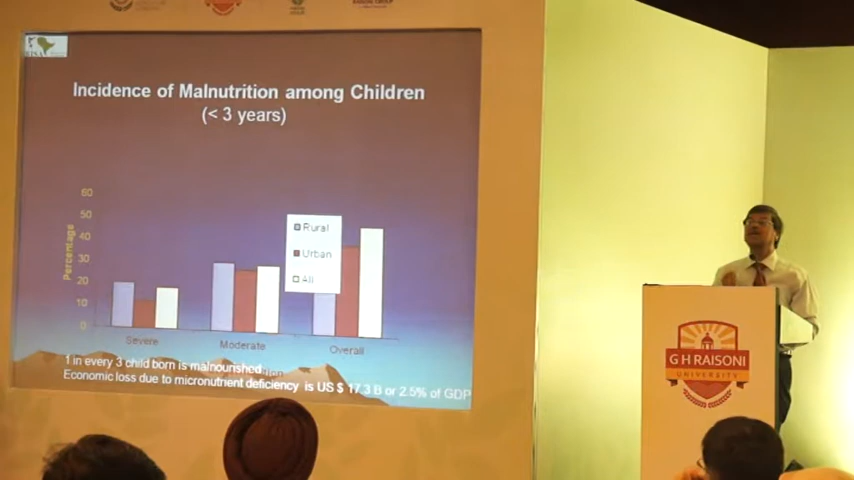 RAISONI GROUP
Incidence of Malnutrition among Children
(< 3 years)
60
50
40
30
20
10
0
Percentage
Rural
Urban
All
Severe
Moderate
Overall
1 in every 3 child born is malnourished
Economic loss due to micronutrient deficiency is US $ 17.3 B or 2.5% of GDP
G H RAISONI
UNIVERSITY